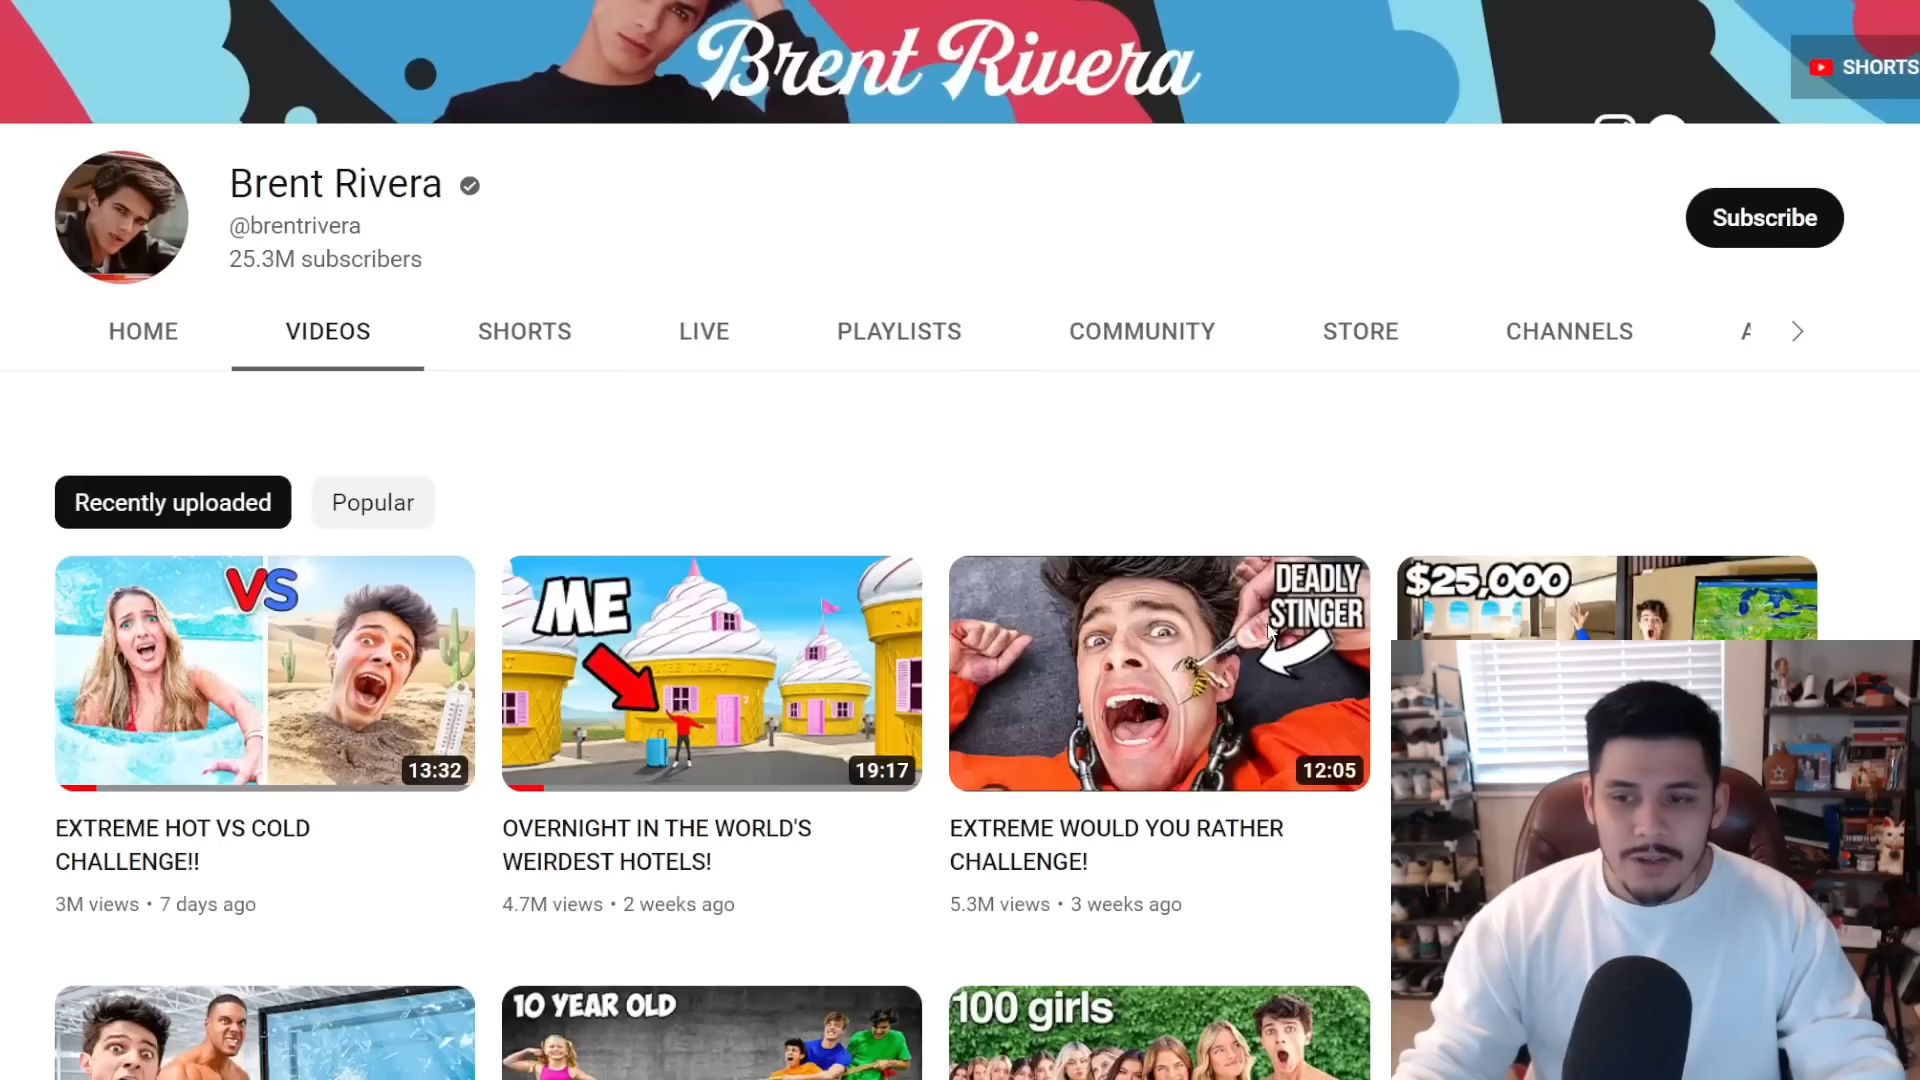 Brent Rivera
SHORTS
Brent Rivera
@brentrivera
25.3M subscribers
Subscribe
HOME
VIDEOS
SHORTS
LIVE
PLAYLISTS
COMMUNITY
STORE
CHANNELS
Recently uploaded
Popular
VS
13:32
ME
19:17
DEADLY
STINGER
12:05
$25,000
EXTREME HOT VS COLD
CHALLENGE!!
3M views • 7 days ago
OVERNIGHT IN THE WORLD'S
WEIRDEST HOTELS!
4.7M views • 2 weeks ago
EXTREME WOULD YOU RATHER
CHALLENGE!
5.3M views • 3 weeks ago
10 YEAR OLD
100 girls